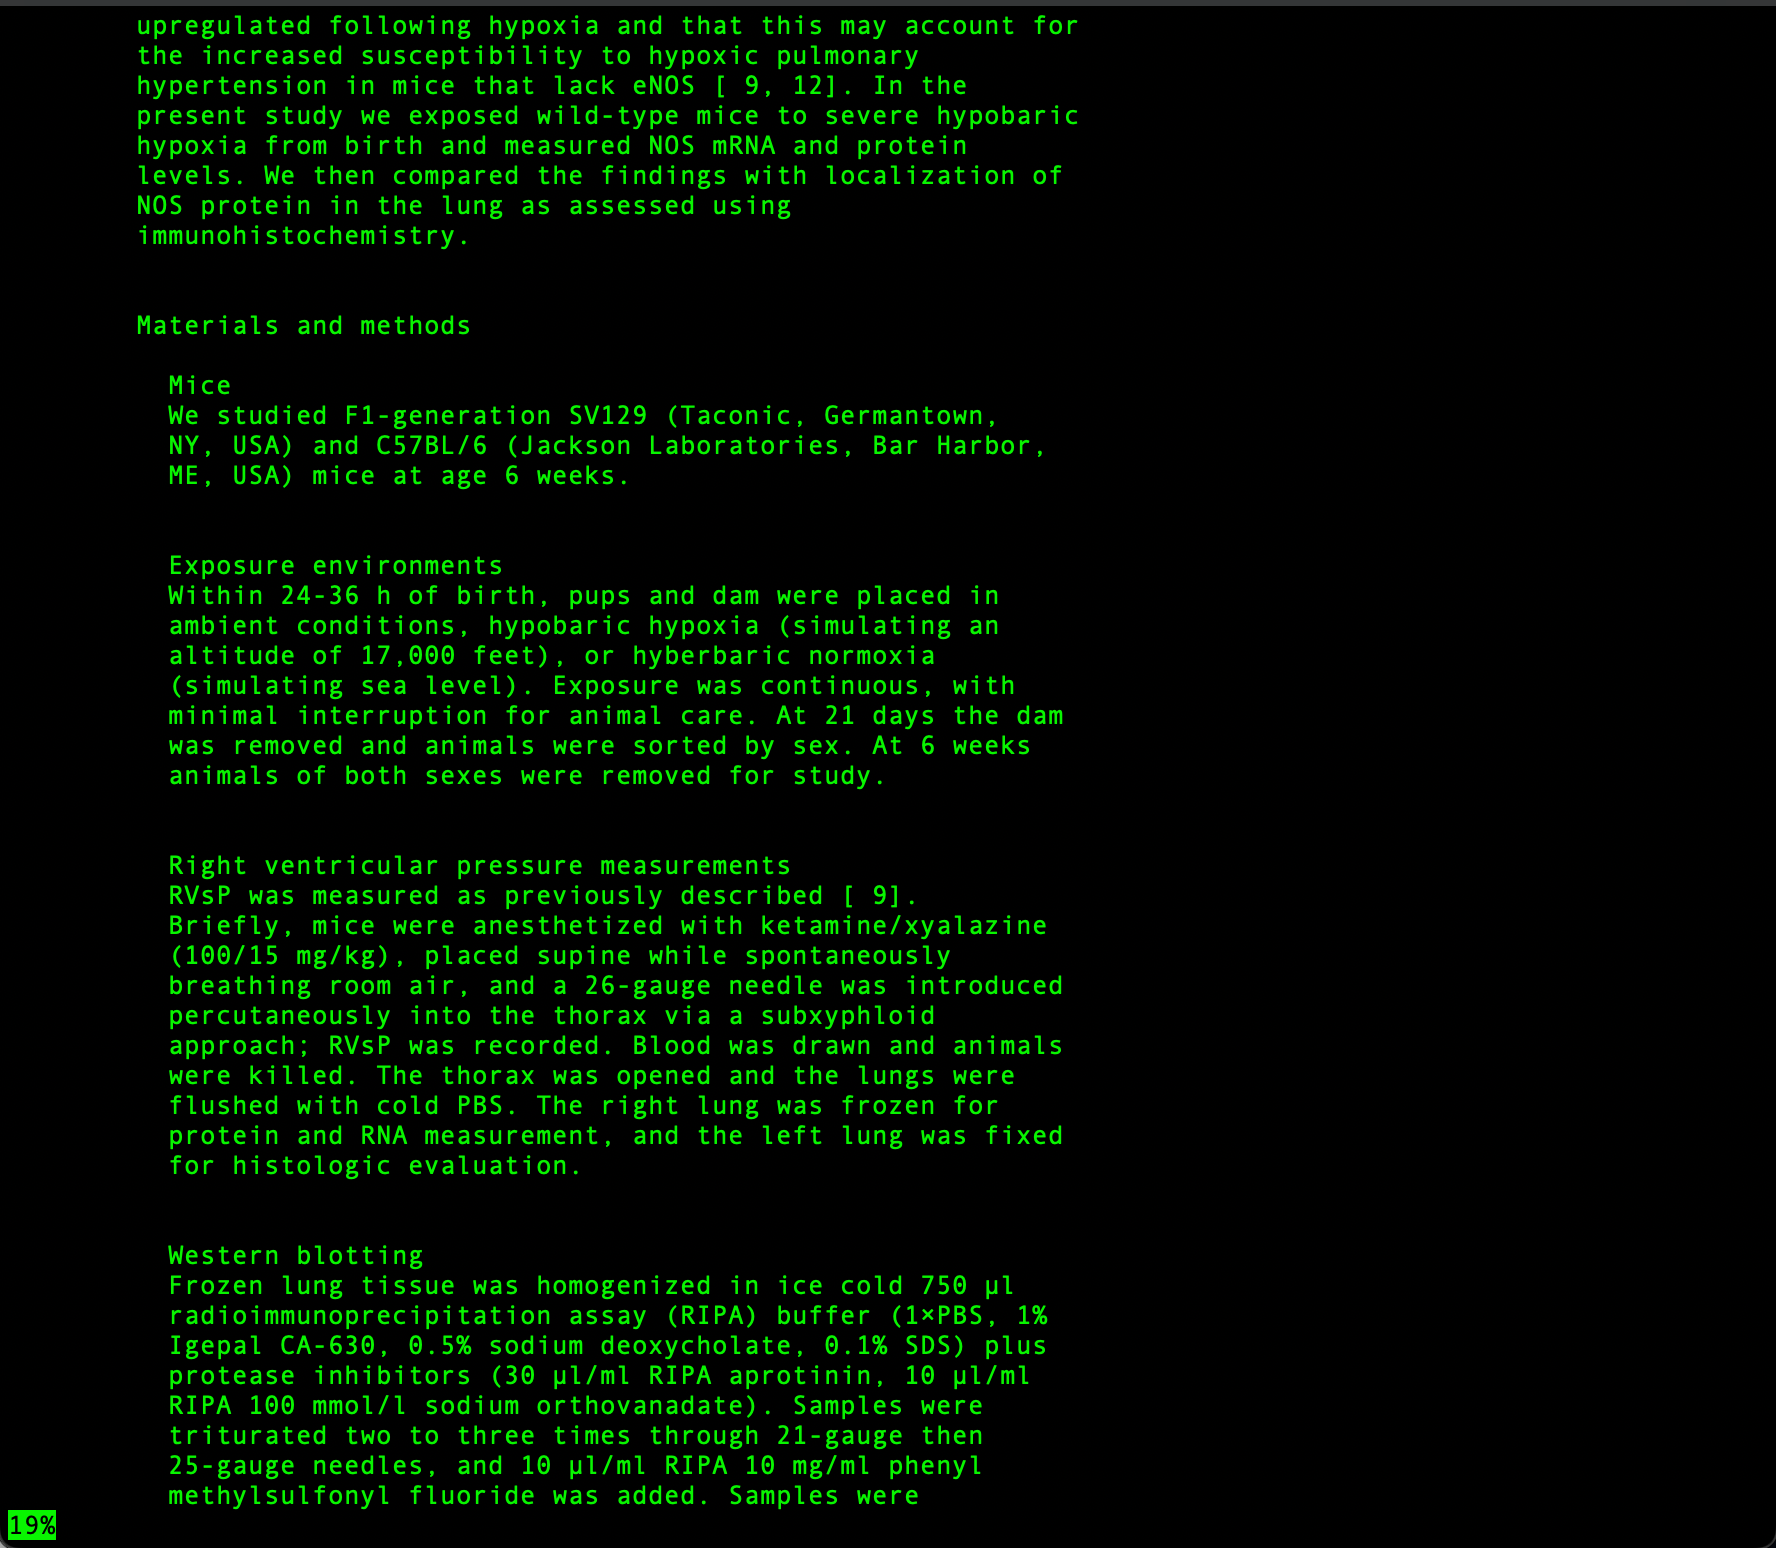 upregulated following hypoxia and that this may account for
the increased susceptibility to hypoxic pulmonary
hypertension in mice that lack eNOS [ 9, 12]. In the
present study we exposed wild-type mice to severe hypobaric
hypoxia from birth and measured NOS mRNA and protein
levels. We then compared the findings with localization of
NOS protein in the lung as assessed using
immunohistochemistry.
Materials and methods
Mice
We studied F1-generation SV129 (Taconic, Germantown,
NY, USA) and C57BL/6 (Jackson Laboratories, Bar Harbor,
ME, USA) mice at age 6 weeks.
Exposure environments
Within 24-36 h of birth, pups and dam were placed in
ambient conditions, hypobaric hypoxia (simulating an
altitude of 17,000 feet), or hyberbaric normoxia
(simulating sea level). Exposure was continuous, with
minimal interruption for animal care. At 21 days the dam
was removed and animals were sorted by sex. At 6 weeks
animals of both sexes were removed for study.
Right ventricular pressure measurements
RVsP was measured as previously described [ 9].
Briefly, mice were anesthetized with ketamine/xyalazine
(100/15 mg/kg), placed supine while spontaneously
breathing room air, and a 26-gauge needle was introduced
percutaneously into the thorax via a subxyphloid
approach; RVsP was recorded. Blood was drawn and animals
were killed. The thorax was opened and the lungs were
flushed with cold PBS. The right lung was frozen for
protein and RNA measurement, and the left lung was fixed
for histologic evaluation.
Western blotting
Frozen lung tissue was homogenized in ice cold 750 µl
radioimmunoprecipitation assay (RIPA) buffer (1×PBS, 1%
Igepal CA-630, 0.5% sodium deoxycholate, 0.1% SDS) plus
protease inhibitors (30 µl/ml RIPA aprotinin, 10 µl/ml
RIPA 100 mmol/l sodium orthovanadate). Samples were
triturated two to three times through 21-gauge then
25-gauge needles, and 10 µl/ml RIPA 10 mg/ml phenyl
methylsulfonyl fluoride was added. Samples were
19%